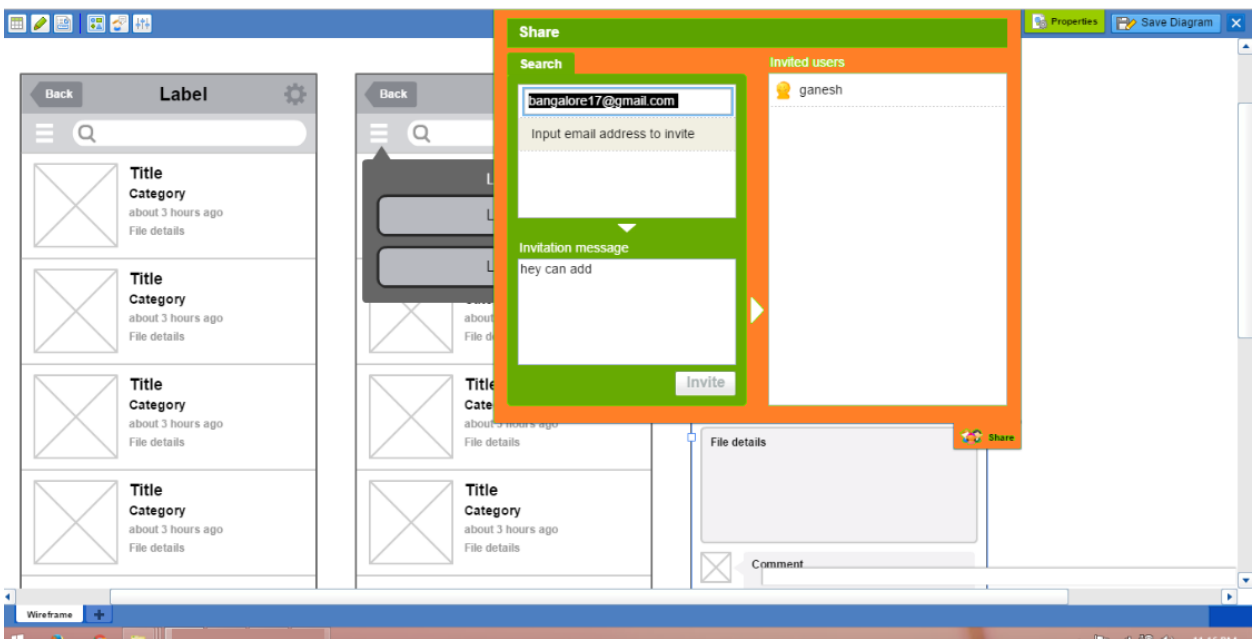 Properties
Save Diagram
Share
Search
bangalore17@gmail.com
Input email address to invite
Invitation message
hey can add
Invite
Invited users
ganesh
Share
Back
Label
Title
Category
about 3 hours ago
File details
Title
Category
about 3 hours ago
File details
Title
Category
about 3 hours ago
File details
Title
Category
about 3 hours ago
File details
Back
L
L
L
about
File de
Title
Cate
about 3 hours ago
File details
Title
Category
about 3 hours ago
File details
File details
Comment
Wireframe